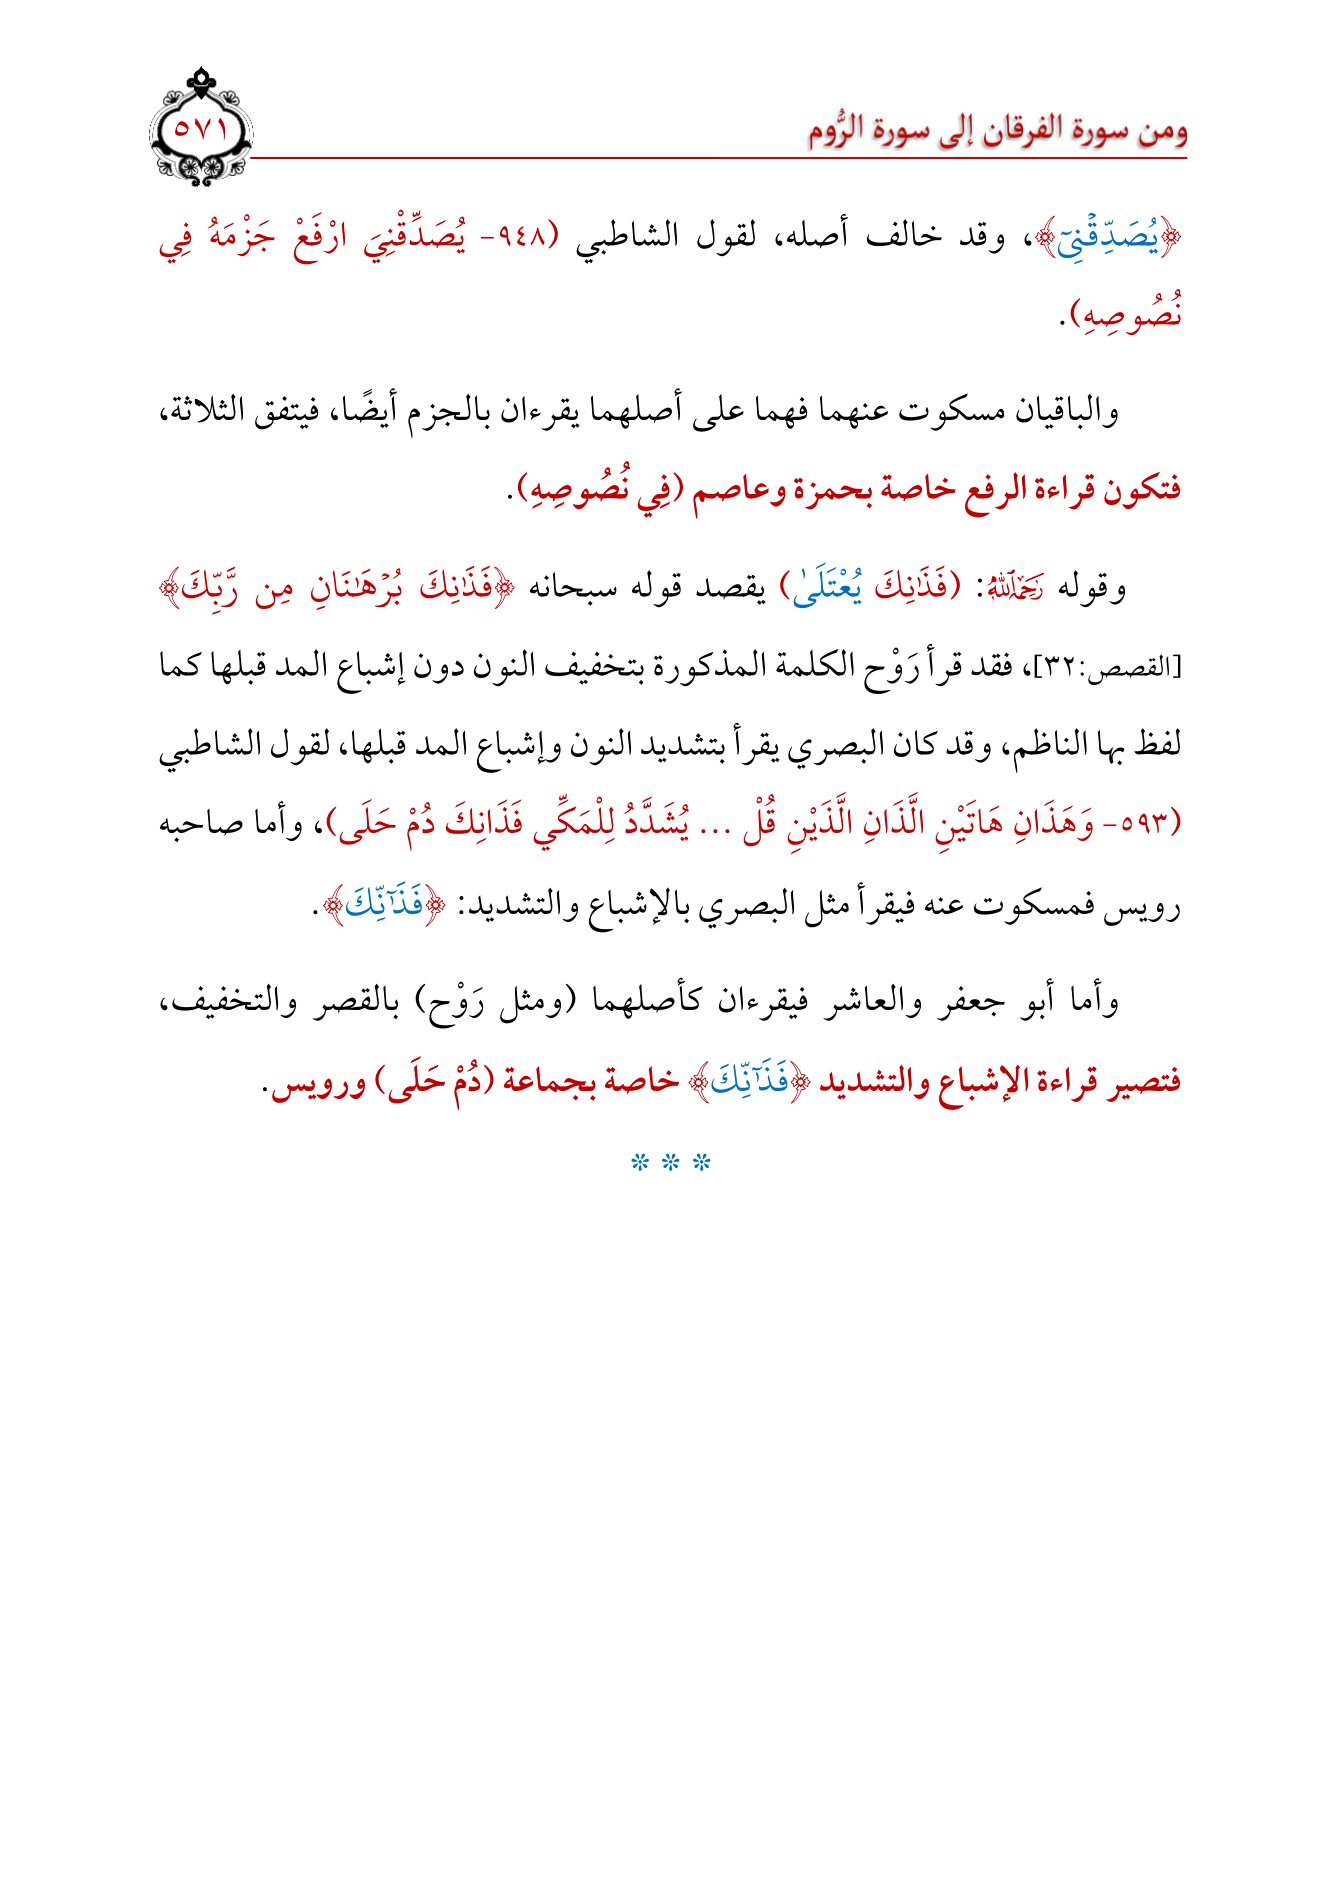 ومن سورة الفرقان إلى سورة الرُّوم
٥٧١
﴿يُصَدِّقْنِيٓ﴾، وقد خالف أصله، لقول الشاطبي (٩٤٨- يُصَدِّقْنِيَ ارْفَعْ جَزْمَهُ فِي
نُصُوصِهِ).
والباقيان مسكوت عنهما فهما على أصلهما يقرءان بالجزم أيضًا، فيتفق الثلاثة،
فتكون قراءة الرفع خاصة بحمزة وعاصم (فِي نُصُوصِهِ).
وقوله رَحِمَهُ ٱللَّهُ: (فَذَٰنِكَ يُعْتَلَىٰ) يقصد قوله سبحانه ﴿فَذَٰنِكَ بُرْهَٰنَانِ مِن رَّبِّكَ﴾
[القصص:٣٢]، فقد قرأ رَوْح الكلمة المذكورة بتخفيف النون دون إشباع المد قبلها كما
لفظ بها الناظم، وقد كان البصري يقرأ بتشديد النون وإشباع المد قبلها، لقول الشاطبي
(٥٩٣- وَهَذَانِ هَاتَيْنِ الَّذَانِ الَّذَيْنِ قُلْ ... يُشَدَّدُ لِلْمَكِّي فَذَانِكَ دُمْ حَلَى)، وأما صاحبه
رويس فمسكوت عنه فيقرأ مثل البصري بالإشباع والتشديد: ﴿فَذَٰٓنِّكَ﴾.
وأما أبو جعفر والعاشر فيقرءان كأصلهما (ومثل رَوْح) بالقصر والتخفيف،
فتصير قراءة الإشباع والتشديد ﴿فَذَٰٓنِّكَ﴾ خاصة بجماعة (دُمْ حَلَى) ورويس.
* * *